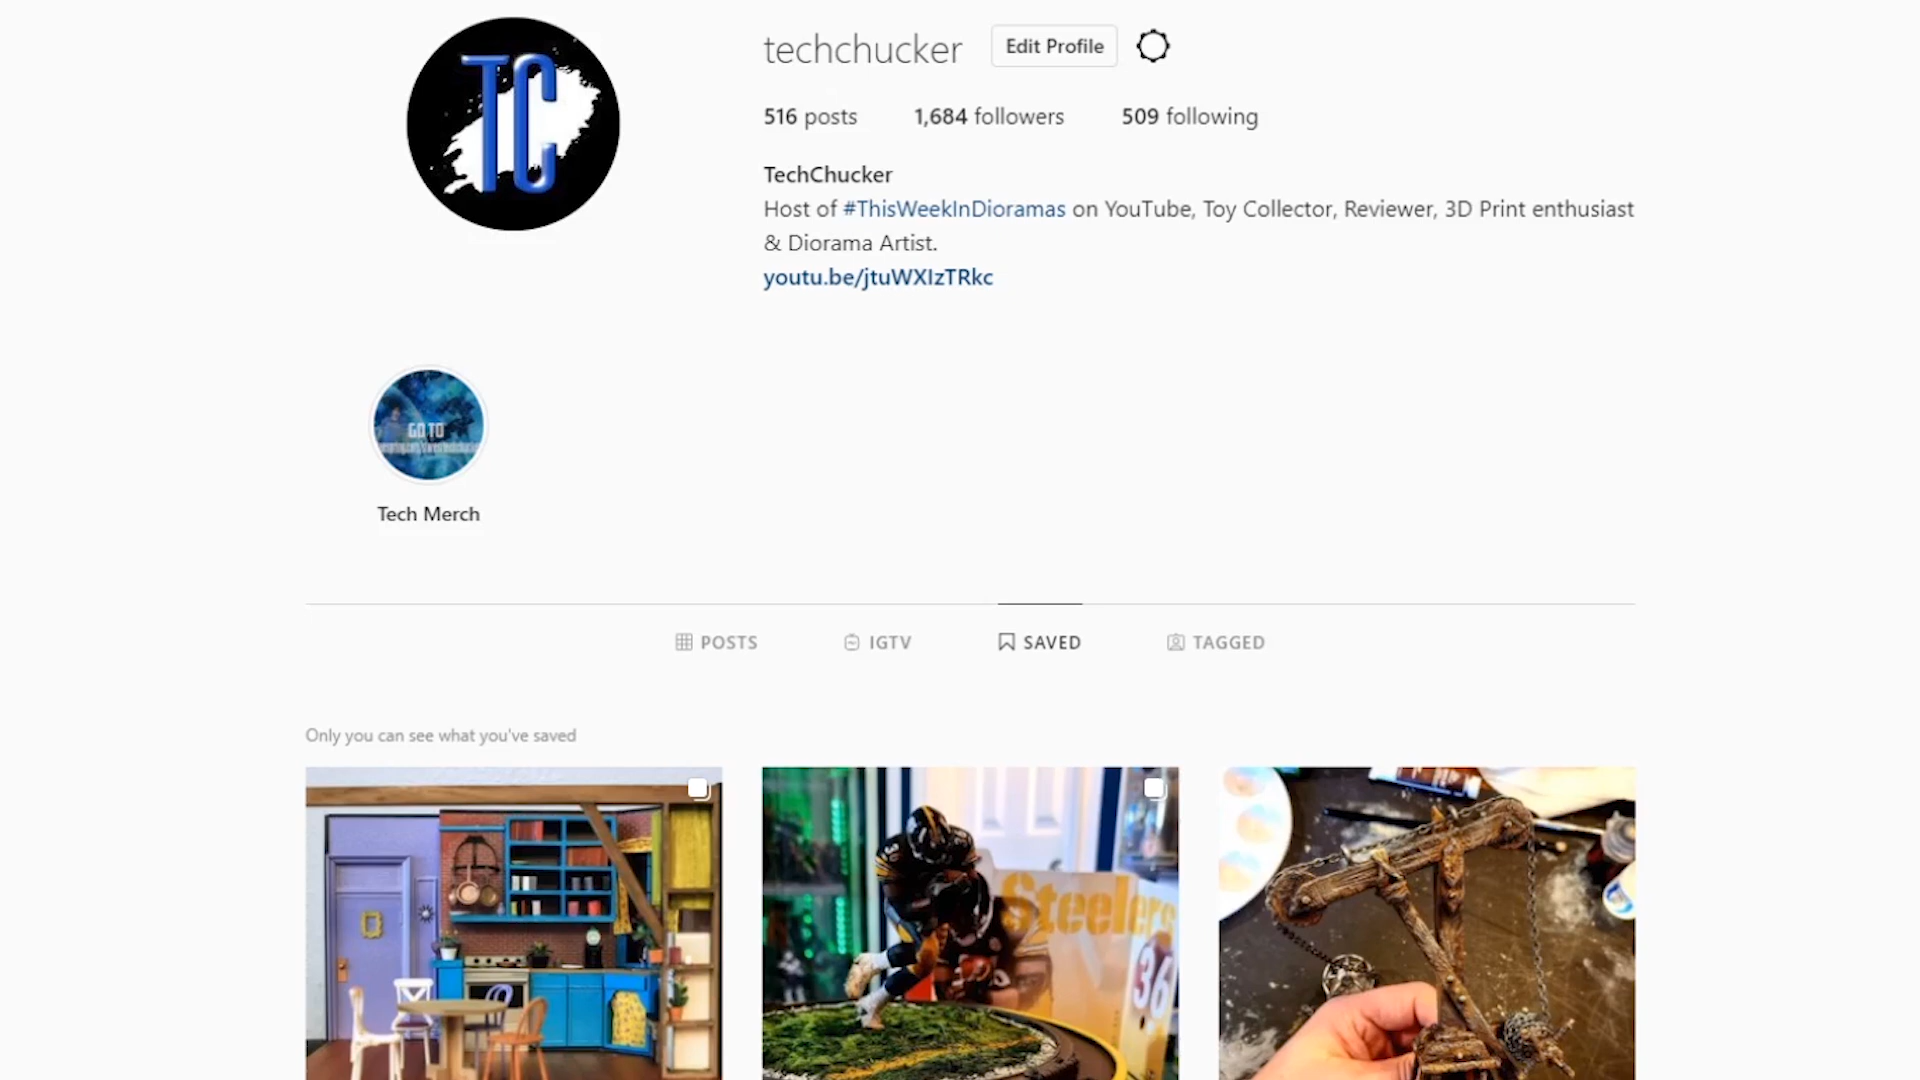 TC
techchucker
Edit Profile
516 posts 1,684 followers 509 following
TechChucker
Host of #ThisWeekInDioramas on YouTube, Toy Collector, Reviewer, 3D Print enthusiast
& Diorama Artist.
youtu.be/jtuWXIzTRkc
GO TO
Tech Merch
POSTS IGTV SAVED TAGGED
Only you can see what you've saved
Steelers
36